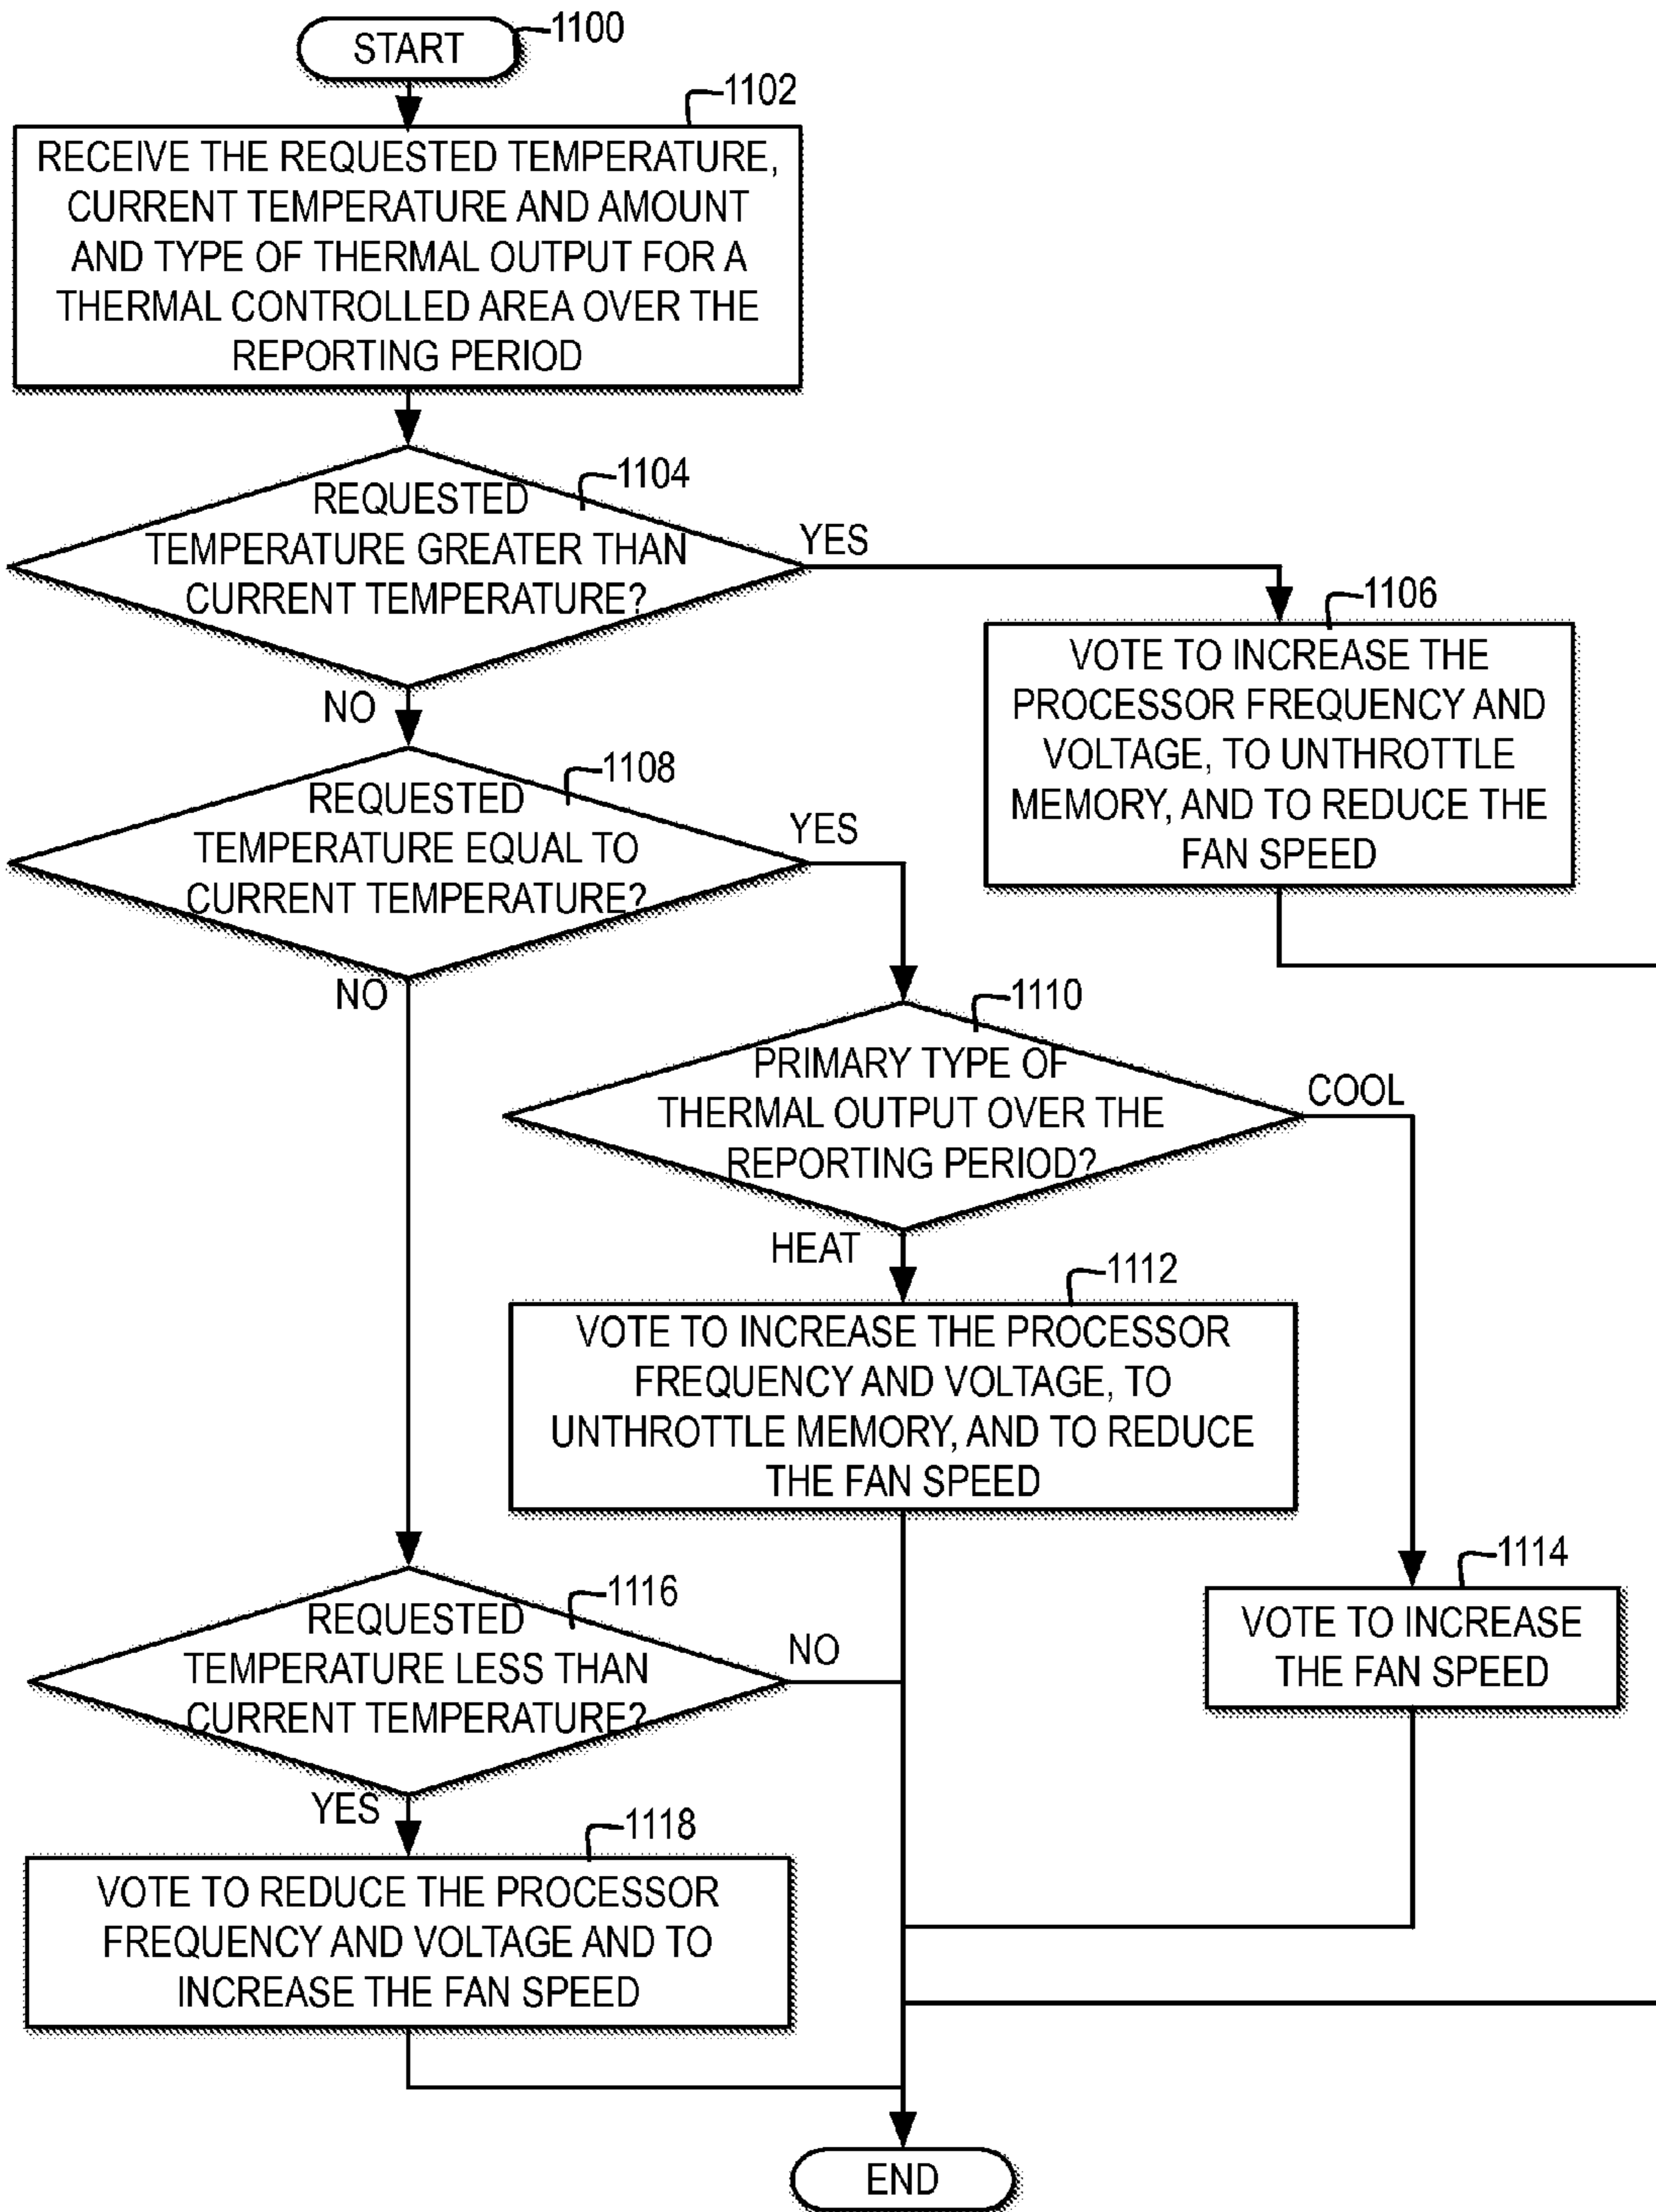 START
1100
1102
RECEIVE THE REQUESTED TEMPERATURE,
CURRENT TEMPERATURE AND AMOUNT
AND TYPE OF THERMAL OUTPUT FOR A
THERMAL CONTROLLED AREA OVER THE
REPORTING PERIOD
1104
REQUESTED
TEMPERATURE GREATER THAN
CURRENT TEMPERATURE?
YES
NO
1106
VOTE TO INCREASE THE
PROCESSOR FREQUENCY AND
VOLTAGE, TO UNTHROTTLE
MEMORY, AND TO REDUCE THE
FAN SPEED
1108
REQUESTED
TEMPERATURE EQUAL TO
CURRENT TEMPERATURE?
YES
NO
1110
PRIMARY TYPE OF
THERMAL OUTPUT OVER THE
REPORTING PERIOD?
COOL
HEAT
1112
VOTE TO INCREASE THE PROCESSOR
FREQUENCY AND VOLTAGE, TO
UNTHROTTLE MEMORY, AND TO REDUCE
THE FAN SPEED
1114
VOTE TO INCREASE
THE FAN SPEED
1116
REQUESTED
TEMPERATURE LESS THAN
CURRENT TEMPERATURE?
NO
YES
1118
VOTE TO REDUCE THE PROCESSOR
FREQUENCY AND VOLTAGE AND TO
INCREASE THE FAN SPEED
END